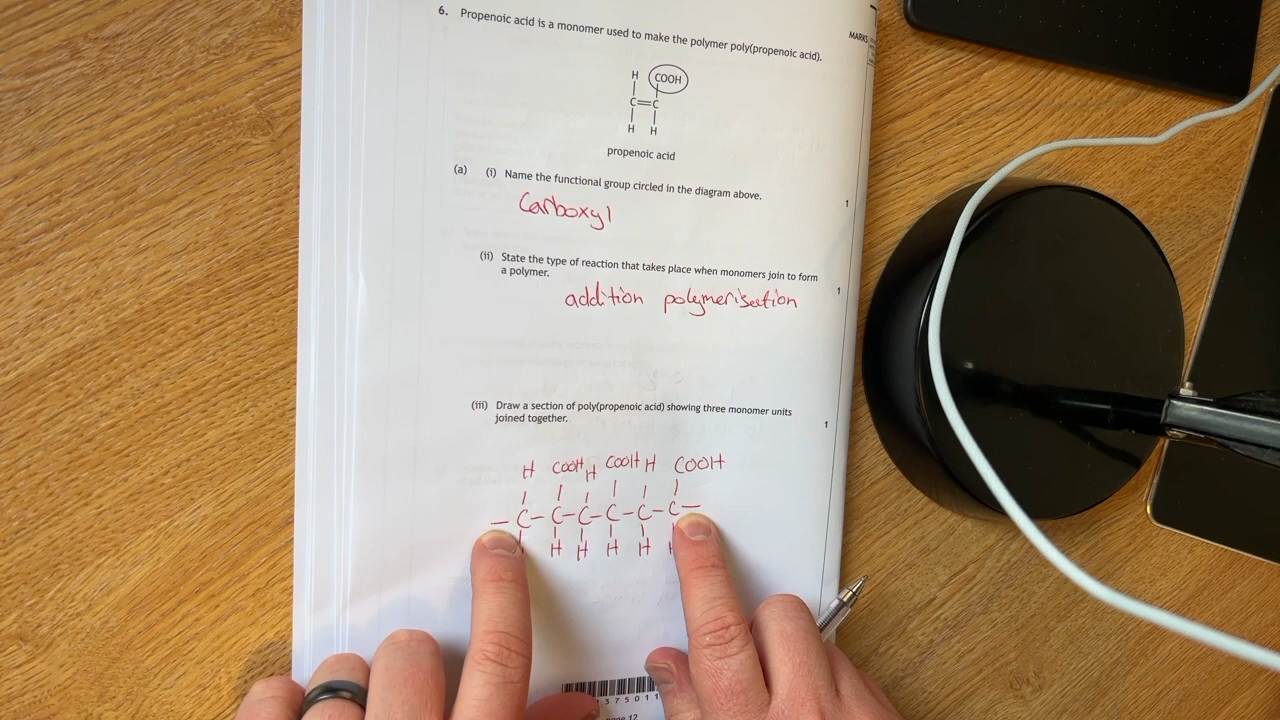 6. Propenoic acid is a monomer used to make the polymer poly(propenoic acid).
MARKS
H COOH
C=C
H H
propenoic acid
(a) (i) Name the functional group circled in the diagram above.
1
Carboxyl
(ii) State the type of reaction that takes place when monomers join to form
a polymer.
1
addition polymerisation
(iii) Draw a section of poly(propenoic acid) showing three monomer units
joined together.
1
H COOH H COOH H COOH
— C – C – C – C – C – C —
H H H H
page 12